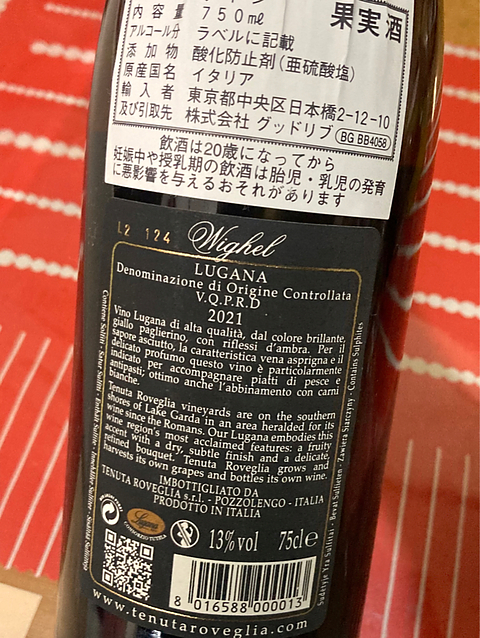 果実酒
内容量 750㎖
アルコール分 ラベルに記載
添加物 酸化防止剤(亜硫酸塩)
原産国名 イタリア
輸入者 東京都中央区日本橋2-12-10
及び引取先 株式会社 グッドリブ BG BB4058
飲酒は20歳になってから
妊娠中や授乳期の飲酒は胎児・乳児の発育
に悪影響を与えるおそれがあります
L2 124
Wighel
LUGANA
Denominazione di Origine Controllata
V.Q.P.R.D
2021
Vino Lugana di alta qualità, dal colore brillante,
giallo paglierino, con riflessi d'ambra. Per il
sapore asciutto, la caratteristica vena asprigna e il
delicato profumo questo vino è particolarmente
indicato per accompagnare piatti di pesce e
antipasti; ottimo anche l'abbinamento con carni
bianche.
Tenuta Roveglia vineyards are on the southern
shores of Lake Garda in an area heralded for its
wine since the Romans. Our Lugana embodies this
wine region's most acclaimed features: a fruity
accent with a dry, subtle finish and a delicate,
refined bouquet. Tenuta Roveglia grows and
harvests its own grapes and bottles its own wine.
IMBOTTIGLIATO DA
TENUTA ROVEGLIA s.r.l. - POZZOLENGO - ITALIA
PRODOTTO IN ITALIA
Lugana
CONSORZIO TUTELA
13%vol 75cl e
8 016588 000013
www.tenutaroveglia.com
Contiene Solfiti
Zawiera Siarczyny - Contains Sulphites